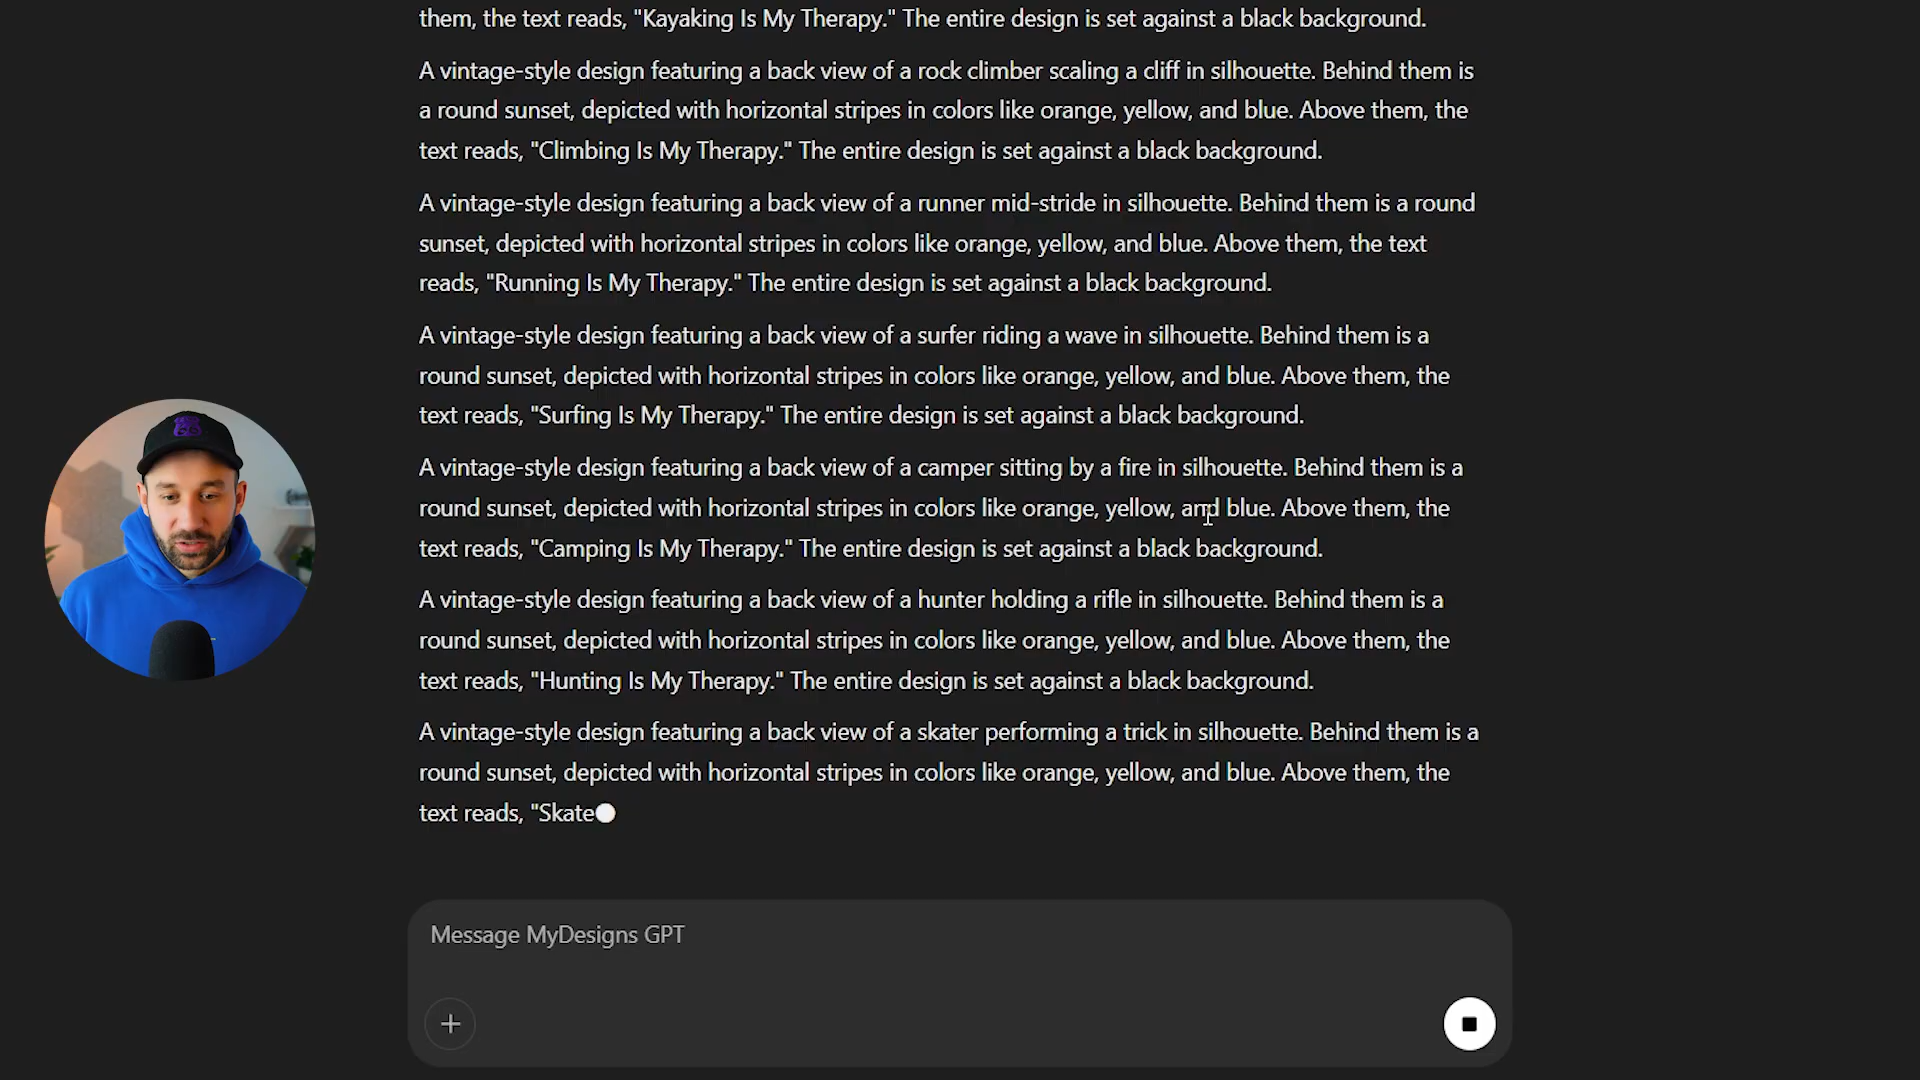 them, the text reads, "Kayaking Is My Therapy." The entire design is set against a black background.
A vintage-style design featuring a back view of a rock climber scaling a cliff in silhouette. Behind them is
a round sunset, depicted with horizontal stripes in colors like orange, yellow, and blue. Above them, the
text reads, "Climbing Is My Therapy." The entire design is set against a black background.
A vintage-style design featuring a back view of a runner mid-stride in silhouette. Behind them is a round
sunset, depicted with horizontal stripes in colors like orange, yellow, and blue. Above them, the text
reads, "Running Is My Therapy." The entire design is set against a black background.
A vintage-style design featuring a back view of a surfer riding a wave in silhouette. Behind them is a
round sunset, depicted with horizontal stripes in colors like orange, yellow, and blue. Above them, the
text reads, "Surfing Is My Therapy." The entire design is set against a black background.
A vintage-style design featuring a back view of a camper sitting by a fire in silhouette. Behind them is a
round sunset, depicted with horizontal stripes in colors like orange, yellow, and blue. Above them, the
text reads, "Camping Is My Therapy." The entire design is set against a black background.
A vintage-style design featuring a back view of a hunter holding a rifle in silhouette. Behind them is a
round sunset, depicted with horizontal stripes in colors like orange, yellow, and blue. Above them, the
text reads, "Hunting Is My Therapy." The entire design is set against a black background.
A vintage-style design featuring a back view of a skater performing a trick in silhouette. Behind them is a
round sunset, depicted with horizontal stripes in colors like orange, yellow, and blue. Above them, the
text reads, "Skate
Message MyDesigns GPT